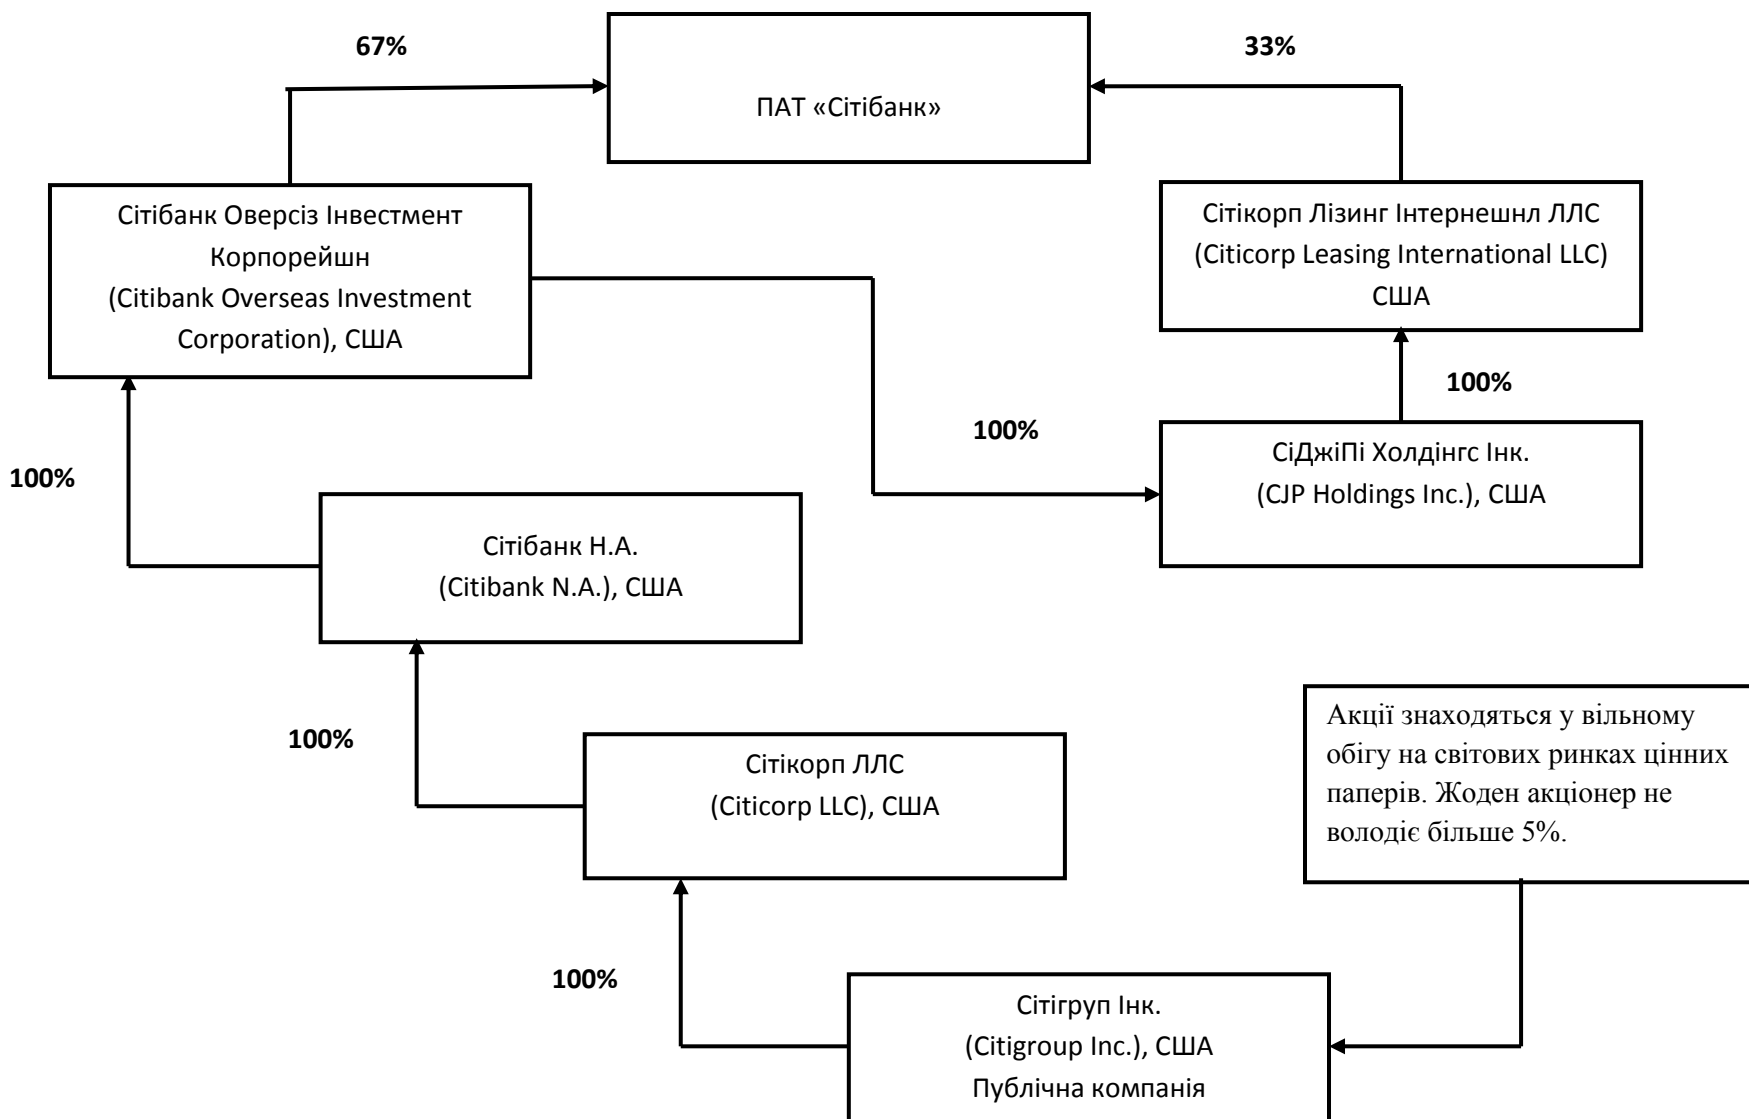 67%
33%
ПАТ «Сітібанк»
Сітібанк Оверсіз Інвестмент
Корпорейшн
(Citibank Overseas Investment
Corporation), США
Сітікорп Лізинг Інтернешнл ЛЛС
(Citicorp Leasing International LLC)
США
100%
100%
СіДжіПі Холдінгс Інк.
(CJP Holdings Inc.), США
100%
Сітібанк Н.А.
(Citibank N.A.), США
100%
Сітікорп ЛЛС
(Citicorp LLC), США
Акції знаходяться у вільному
обігу на світових ринках цінних
паперів. Жоден акціонер не
володіє більше 5%.
100%
Сітігруп Інк.
(Citigroup Inc.), США
Публічна компанія